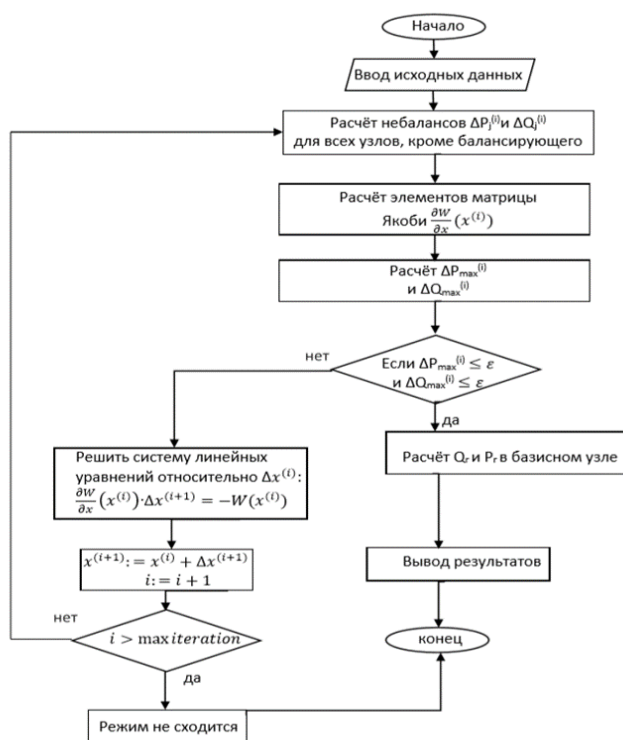 Начало
Ввод исходных данных
Расчёт небалансов ΔPⱼ⁽ⁱ⁾и ΔQⱼ⁽ⁱ⁾
для всех узлов, кроме балансирующего
Расчёт элементов матрицы
Якоби ∂W/∂x (x⁽ⁱ⁾)
Расчёт ΔPmax⁽ⁱ⁾
и ΔQmax⁽ⁱ⁾
нет
Если ΔPmax⁽ⁱ⁾ ≤ ε
и ΔQmax⁽ⁱ⁾ ≤ ε
да
Решить систему линейных
уравнений относительно Δx⁽ⁱ⁾:
∂W/∂x (x⁽ⁱ⁾)·Δx⁽ⁱ⁺¹⁾ = −W(x⁽ⁱ⁾)
Расчёт Qᵣ и Pᵣ в базисном узле
x⁽ⁱ⁺¹⁾: = x⁽ⁱ⁾ + Δx⁽ⁱ⁺¹⁾
i: = i + 1
Вывод результатов
нет
i > max iteration
конец
да
Режим не сходится